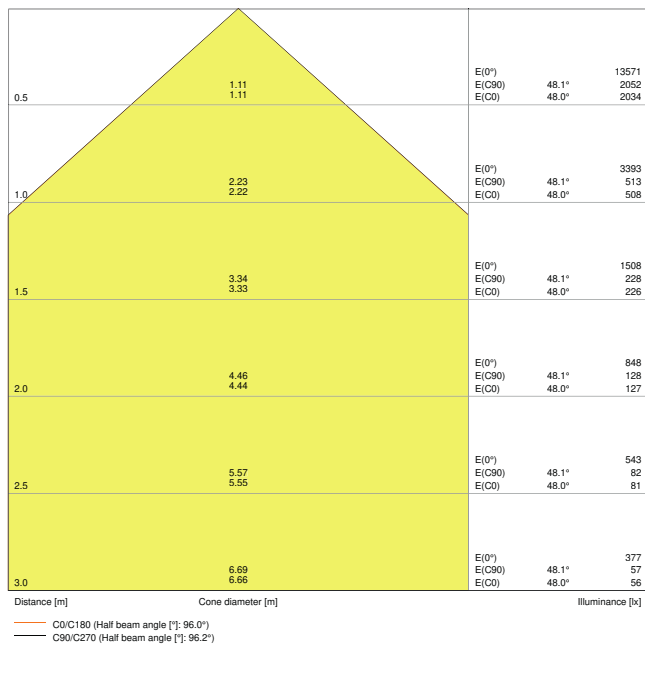 E(0°) 13571
1.11 E(C90) 48.1° 2052
0.5 1.11 E(C0) 48.0° 2034
E(0°) 3393
2.23 E(C90) 48.1° 513
1.0 2.22 E(C0) 48.0° 508
E(0°) 1508
3.34 E(C90) 48.1° 228
1.5 3.33 E(C0) 48.0° 226
E(0°) 848
4.46 E(C90) 48.1° 128
2.0 4.44 E(C0) 48.0° 127
E(0°) 543
5.57 E(C90) 48.1° 82
2.5 5.55 E(C0) 48.0° 81
E(0°) 377
6.69 E(C90) 48.1° 57
3.0 6.66 E(C0) 48.0° 56
Distance [m] Cone diameter [m] Illuminance [lx]
C0/C180 (Half beam angle [°]: 96.0°)
C90/C270 (Half beam angle [°]: 96.2°)